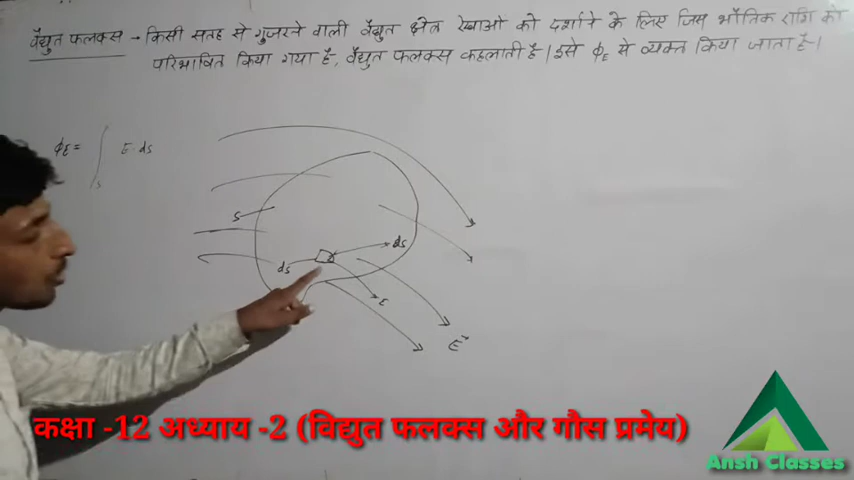 वैद्युत फलक्स - किसी सतह से गुजरने वाली वैद्युत क्षेत्र रेखाओं को दर्शाने के लिए जिस भौतिक राशि को
परिभाषित किया गया है, वैद्युत फलक्स कहलाती है। इसे ϕE से व्यक्त किया जाता है।
ϕE = ∫s E. ds
S
ds
ds
E
E
कक्षा -12 अध्याय -2 (विद्युत फलक्स और गौस प्रमेय)
Ansh Classes